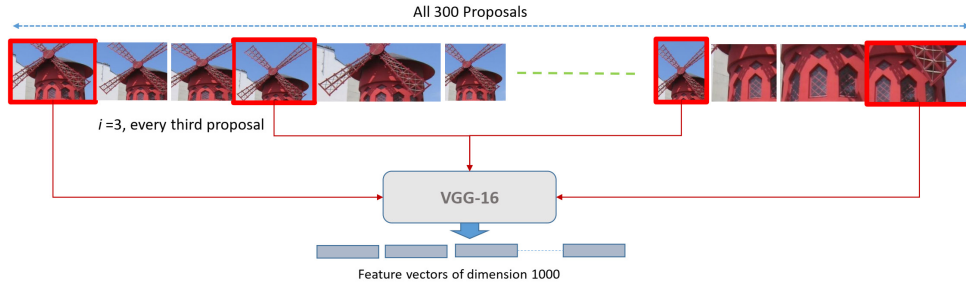 All 300 Proposals
i =3, every third proposal
VGG-16
Feature vectors of dimension 1000